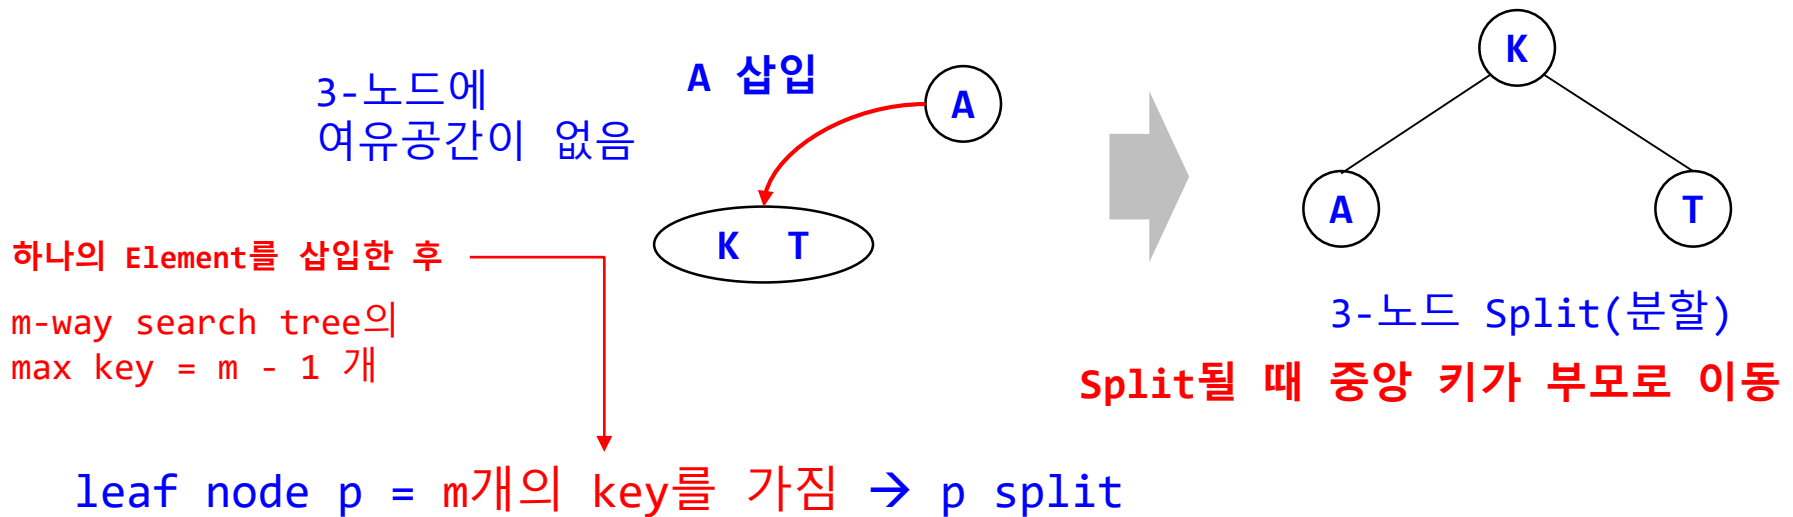 3-노드에
여유공간이 없음
A 삽입
A
K T
하나의 Element를 삽입한 후
m-way search tree의
max key = m - 1 개
K
A
T
3-노드 Split(분할)
Split될 때 중앙 키가 부모로 이동
leaf node p = m개의 key를 가짐 → p split